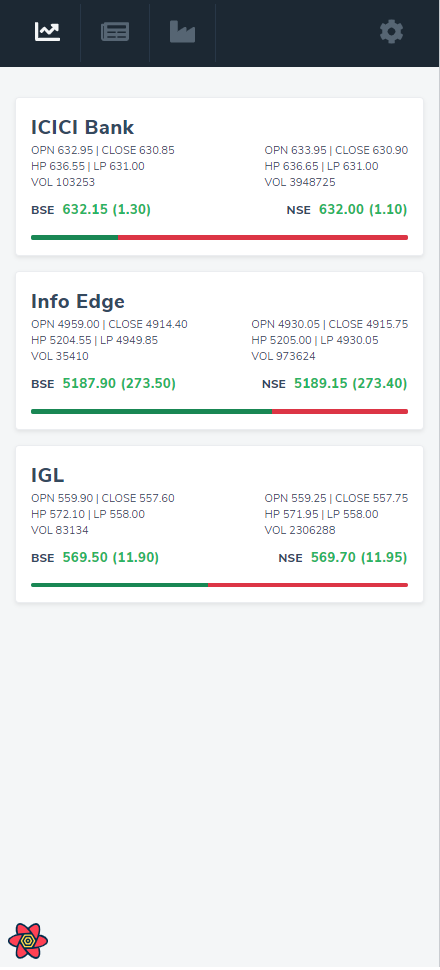 ICICI Bank
OPN 632.95 | CLOSE 630.85
HP 636.55 | LP 631.00
VOL 103253
OPN 633.95 | CLOSE 630.90
HP 636.65 | LP 631.00
VOL 3948725
BSE 632.15 (1.30)
NSE 632.00 (1.10)
Info Edge
OPN 4959.00 | CLOSE 4914.40
HP 5204.55 | LP 4949.85
VOL 35410
OPN 4930.05 | CLOSE 4915.75
HP 5205.00 | LP 4930.05
VOL 973624
BSE 5187.90 (273.50)
NSE 5189.15 (273.40)
IGL
OPN 559.90 | CLOSE 557.60
HP 572.10 | LP 558.00
VOL 83134
OPN 559.25 | CLOSE 557.75
HP 571.95 | LP 558.00
VOL 2306288
BSE 569.50 (11.90)
NSE 569.70 (11.95)